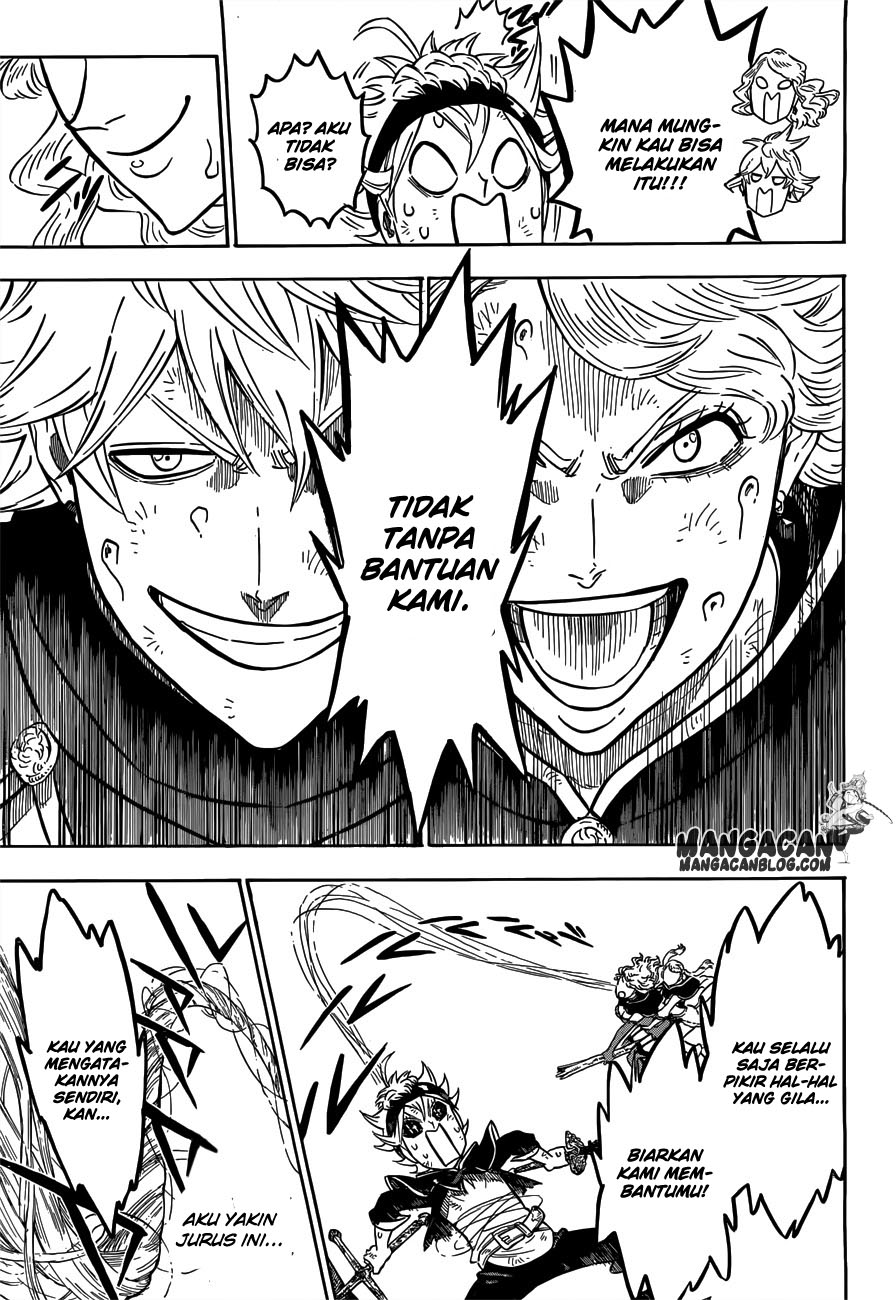 MANA MUNG-
KIN KAU BISA
MELAKUKAN
ITU!!!
APA? AKU
TIDAK
BISA?
TIDAK
TANPA
BANTUAN
KAMI.
MANGACAN
MANGACANBLOG.COM
KAU SELALU
SAJA BER-
PIKIR HAL-HAL
YANG GILA...
BIARKAN
KAMI MEM-
BANTUMU!
AKU YAKIN
JURUS INI...
KAU YANG
MENGATA-
KANNYA
SENDIRI,
KAN...